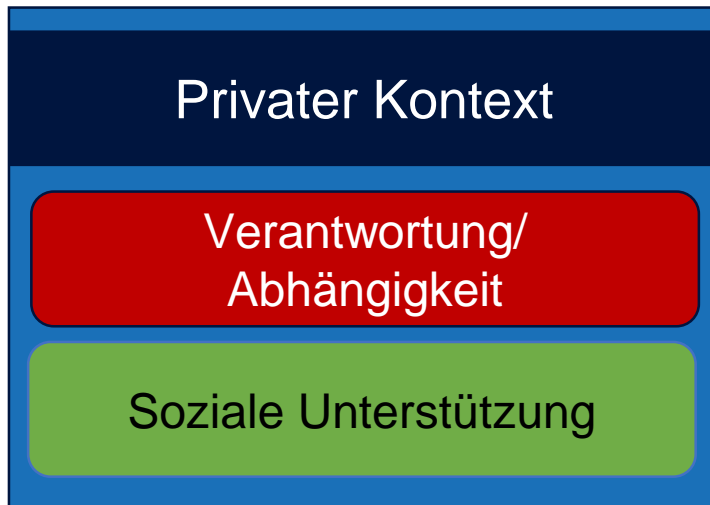 Privater Kontext
Verantwortung/
Abhängigkeit
Soziale Unterstützung